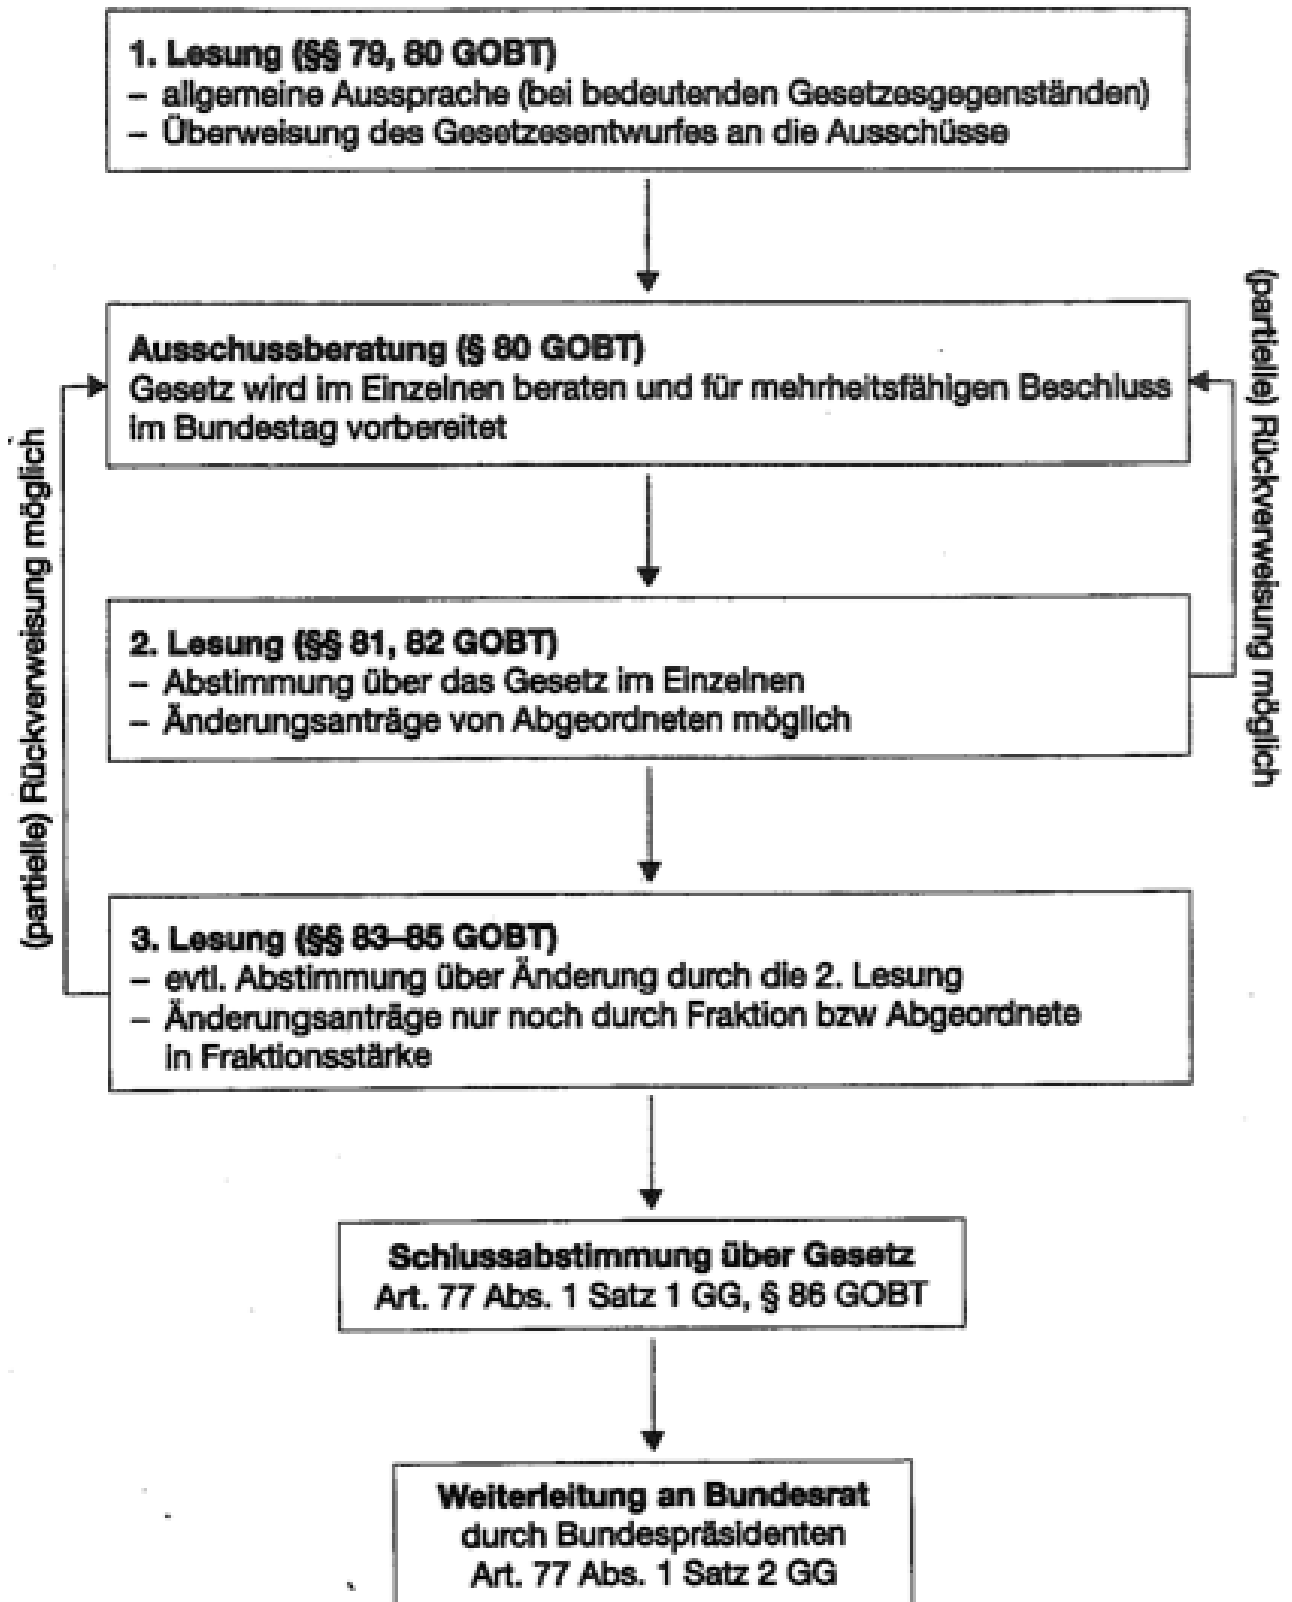 1. Lesung (§§ 79, 80 GOBT)
– allgemeine Aussprache (bei bedeutenden Gesetzesgegenständen)
– Überweisung des Gesetzesentwurfes an die Ausschüsse
Ausschussberatung (§ 80 GOBT)
Gesetz wird im Einzelnen beraten und für mehrheitsfähigen Beschluss
im Bundestag vorbereitet
(partielle) Rückverweisung möglich
(partielle) Rückverweisung möglich
2. Lesung (§§ 81, 82 GOBT)
– Abstimmung über das Gesetz im Einzelnen
– Änderungsanträge von Abgeordneten möglich
3. Lesung (§§ 83–85 GOBT)
– evtl. Abstimmung über Änderung durch die 2. Lesung
– Änderungsanträge nur noch durch Fraktion bzw Abgeordnete
in Fraktionsstärke
Schlussabstimmung über Gesetz
Art. 77 Abs. 1 Satz 1 GG, § 86 GOBT
Weiterleitung an Bundesrat
durch Bundespräsidenten
Art. 77 Abs. 1 Satz 2 GG